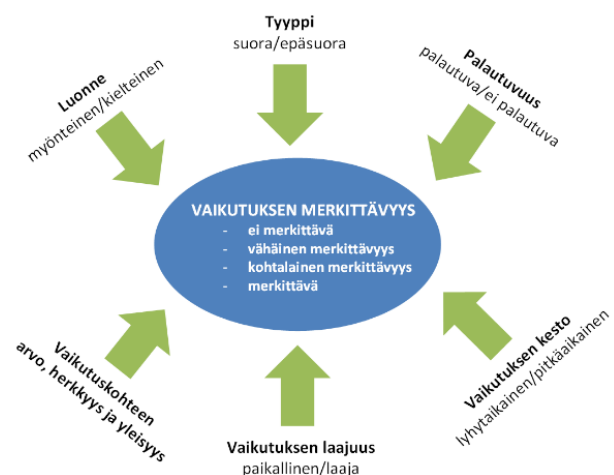 Tyyppi
suora/epäsuora
Luonne
myönteinen/kielteinen
Palautuvuus
palautuva/ei palautuva
VAIKUTUKSEN MERKITTÄVYYS
- ei merkittävä
- vähäinen merkittävyys
- kohtalainen merkittävyys
- merkittävä
Vaikutuskohteen
arvo, herkkyys ja yleisyys
Vaikutuksen laajuus
paikallinen/laaja
Vaikutuksen kesto
lyhytaikainen/pitkäaikainen